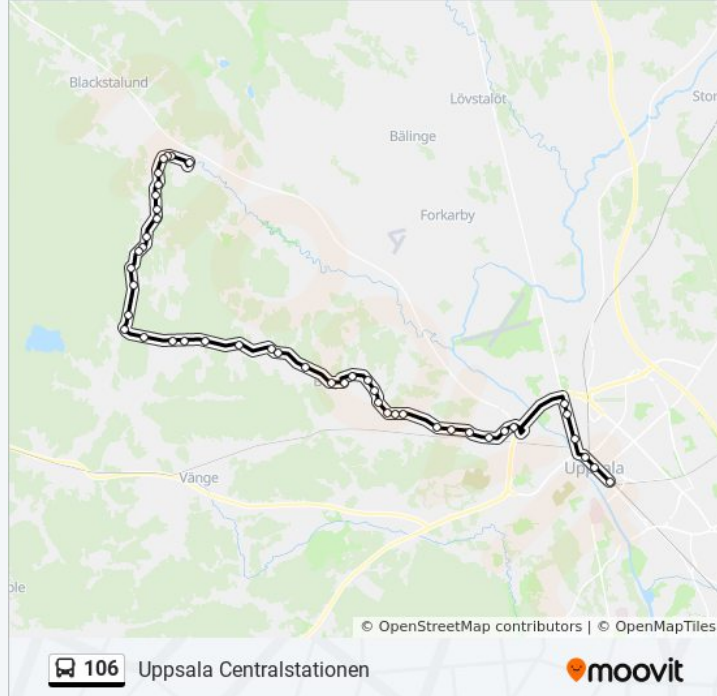 Blackstalund
Lövstalöt
Stor
Bälinge
Forkarby
Uppsala
Vänge
ole
© OpenStreetMap contributors | © OpenMapTiles
106 Uppsala Centralstationen
moovit